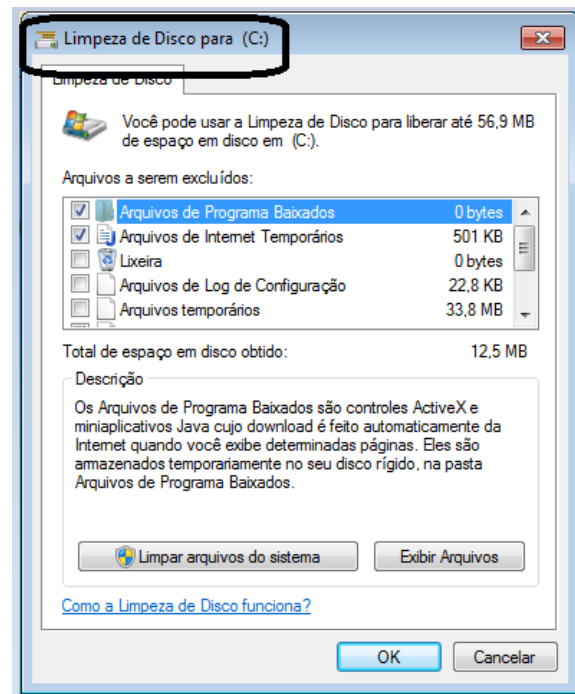 Limpeza de Disco para (C:)
Limpeza de Disco
Você pode usar a Limpeza de Disco para liberar até 56,9 MB
de espaço em disco em (C:).
Arquivos a serem excluídos:
Arquivos de Programa Baixados 0 bytes
Arquivos de Internet Temporários 501 KB
Lixeira 0 bytes
Arquivos de Log de Configuração 22,8 KB
Arquivos temporários 33,8 MB
Total de espaço em disco obtido: 12,5 MB
Descrição
Os Arquivos de Programa Baixados são controles ActiveX e
miniaplicativos Java cujo download é feito automaticamente da
Internet quando você exibe determinadas páginas. Eles são
armazenados temporariamente no seu disco rígido, na pasta
Arquivos de Programa Baixados.
Limpar arquivos do sistema Exibir Arquivos
Como a Limpeza de Disco funciona?
OK Cancelar